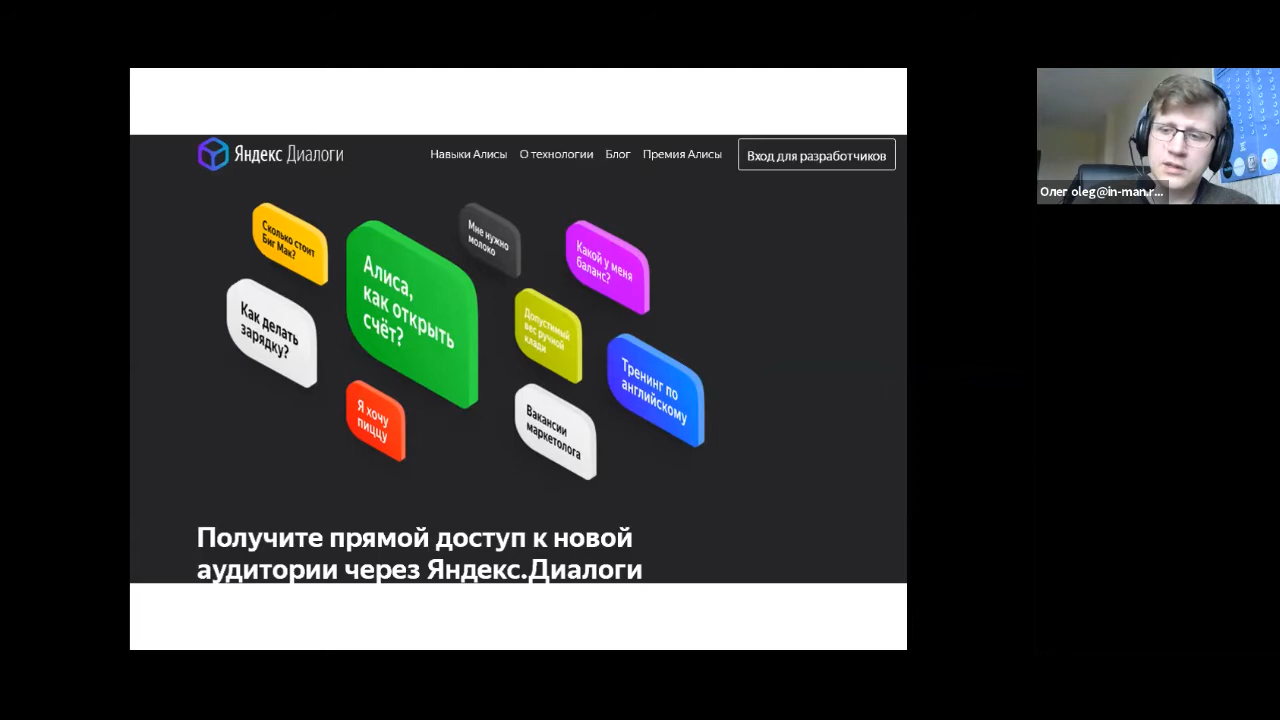 Яндекс Диалоги
Навыки Алисы
О технологии
Блог
Премия Алисы
Вход для разработчиков
Сколько стоит
Биг Мак?
Алиса,
как открыть
счёт?
Мне нужно
молоко
Какой у меня
баланс?
Как делать
зарядку?
Допустимый
вес ручной
клади
Тренинг по
английскому
Я хочу
пиццу
Вакансии
маркетолога
Получите прямой доступ к новой
аудитории через Яндекс.Диалоги
Олег oleg@in-man.r...